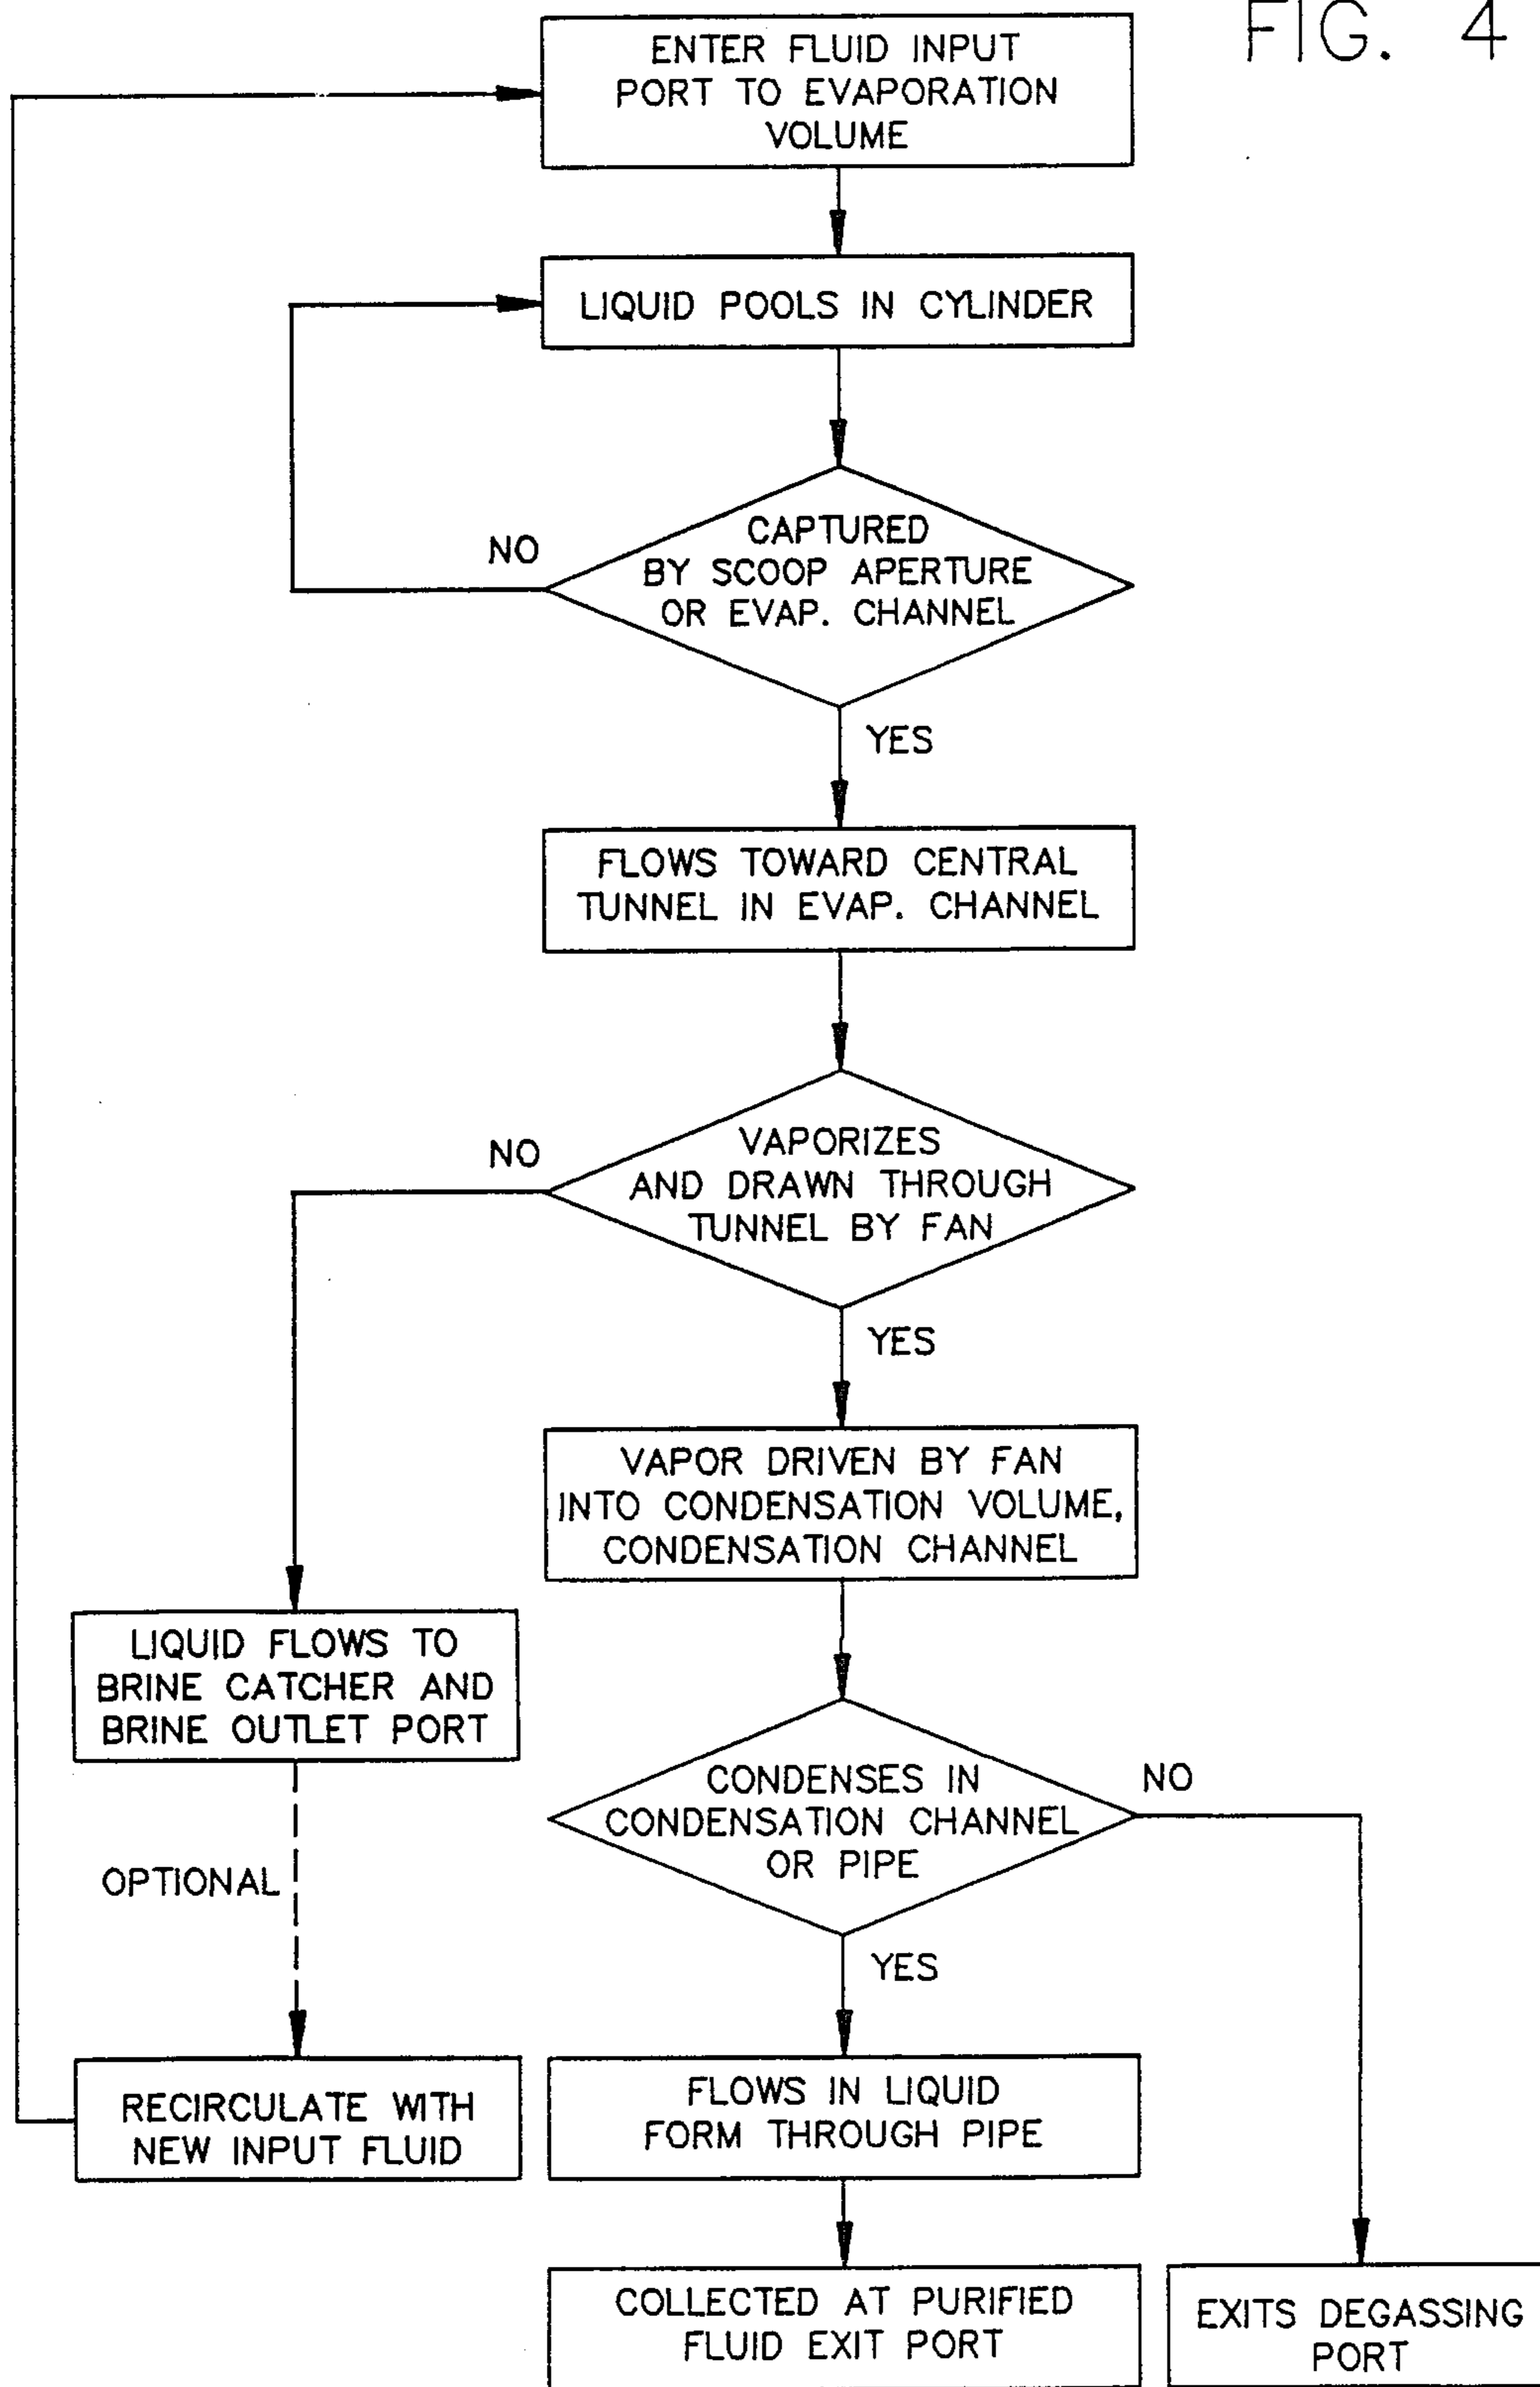 FIG. 4
ENTER FLUID INPUT
PORT TO EVAPORATION
VOLUME
LIQUID POOLS IN CYLINDER
CAPTURED
BY SCOOP APERTURE
OR EVAP. CHANNEL
NO
YES
FLOWS TOWARD CENTRAL
TUNNEL IN EVAP. CHANNEL
VAPORIZES
AND DRAWN THROUGH
TUNNEL BY FAN
NO
YES
VAPOR DRIVEN BY FAN
INTO CONDENSATION VOLUME,
CONDENSATION CHANNEL
LIQUID FLOWS TO
BRINE CATCHER AND
BRINE OUTLET PORT
OPTIONAL
CONDENSES IN
CONDENSATION CHANNEL
OR PIPE
NO
YES
RECIRCULATE WITH
NEW INPUT FLUID
FLOWS IN LIQUID
FORM THROUGH PIPE
COLLECTED AT PURIFIED
FLUID EXIT PORT
EXITS DEGASSING
PORT